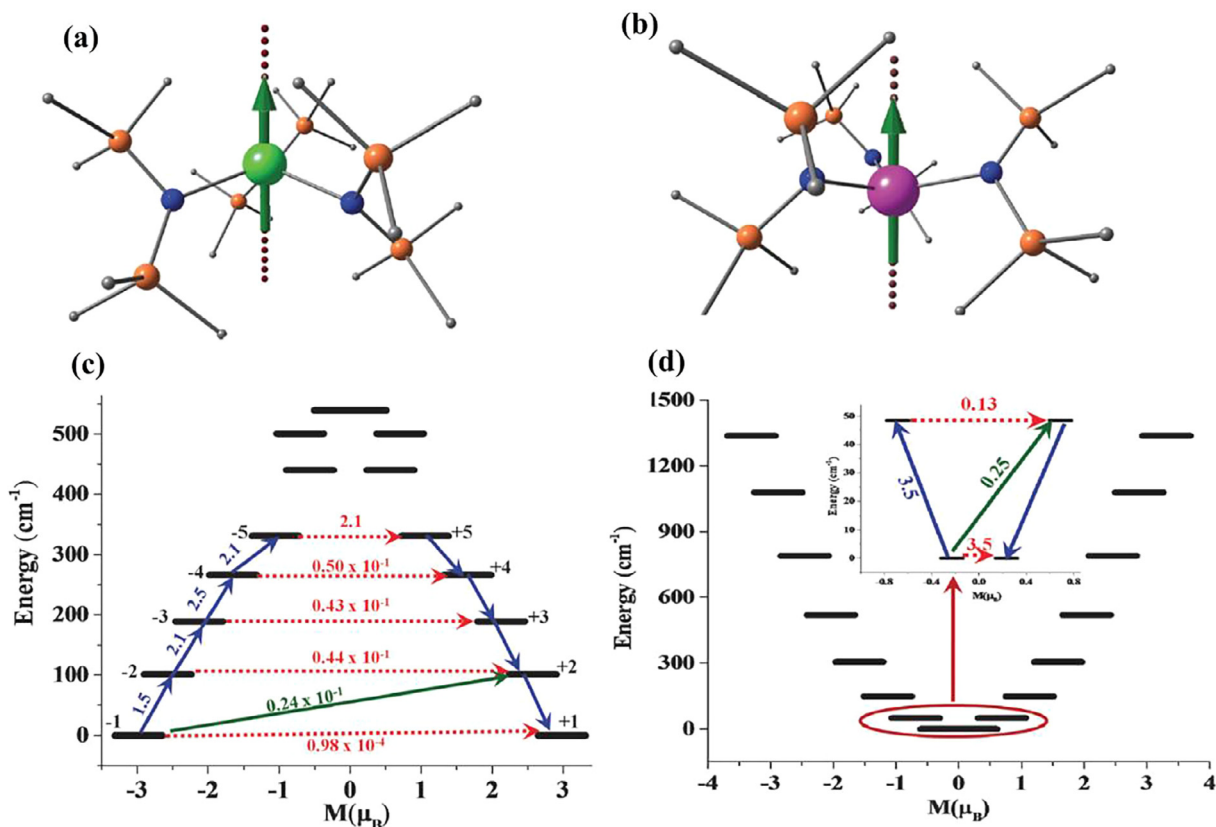 (a)
(b)
(c)
(d)
Energy (cm⁻¹)
500
400
300
200
100
0
-5
2.1
+5
2.1
-4
0.50 x 10⁻¹
+4
2.5
-3
0.43 x 10⁻¹
+3
2.1
-2
0.44 x 10⁻¹
+2
1.5
0.24 x 10⁻¹
-1
+1
0.98 x 10⁻⁴
-3 -2 -1 0 1 2 3
M(μ_B)
Energy (cm⁻¹)
1500
1200
900
600
300
0
-4 -3 -2 -1 0 1 2 3 4
M(μ_B)
Energy (cm⁻¹)
50
40
30
20
10
0
0.13
3.5
0.25
3.5
-0.8 -0.4 0.0 0.4 0.8
M(μ_B)